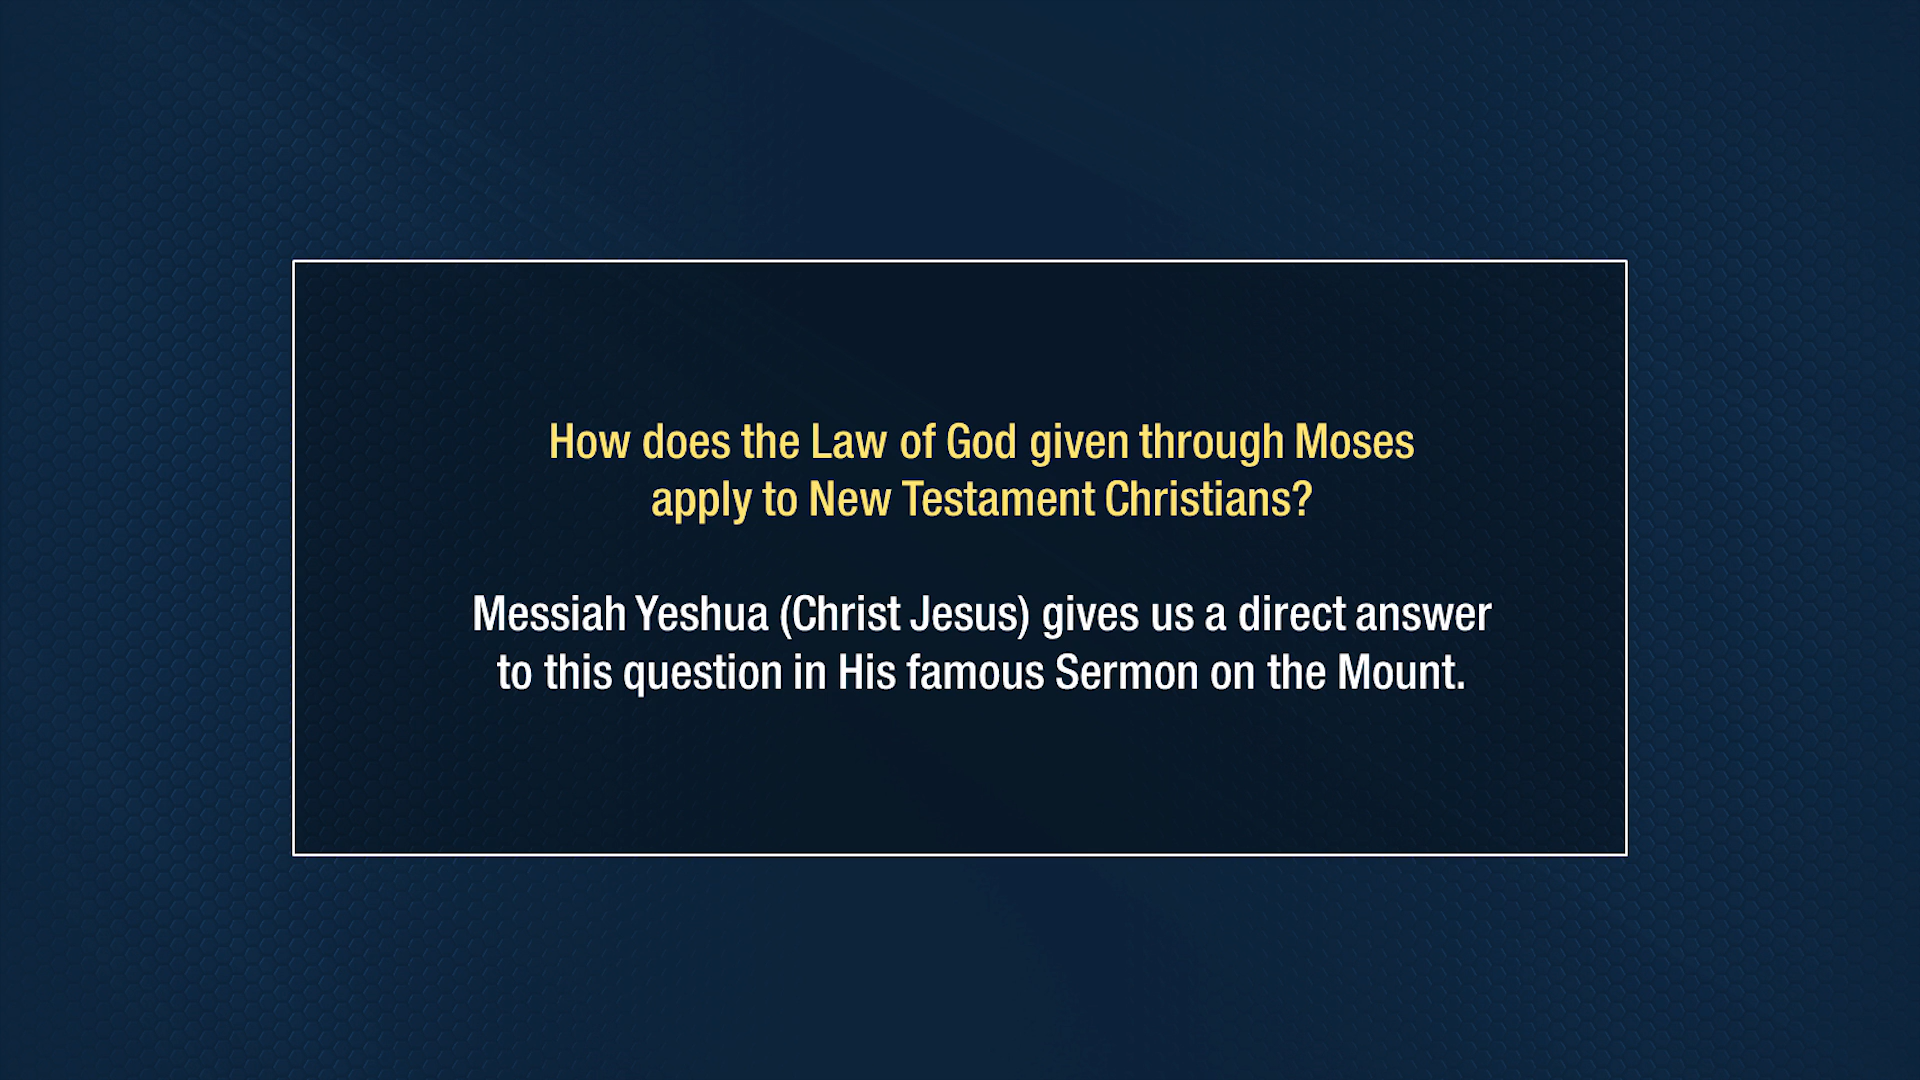 How does the Law of God given through Moses
apply to New Testament Christians?
Messiah Yeshua (Christ Jesus) gives us a direct answer
to this question in His famous Sermon on the Mount.